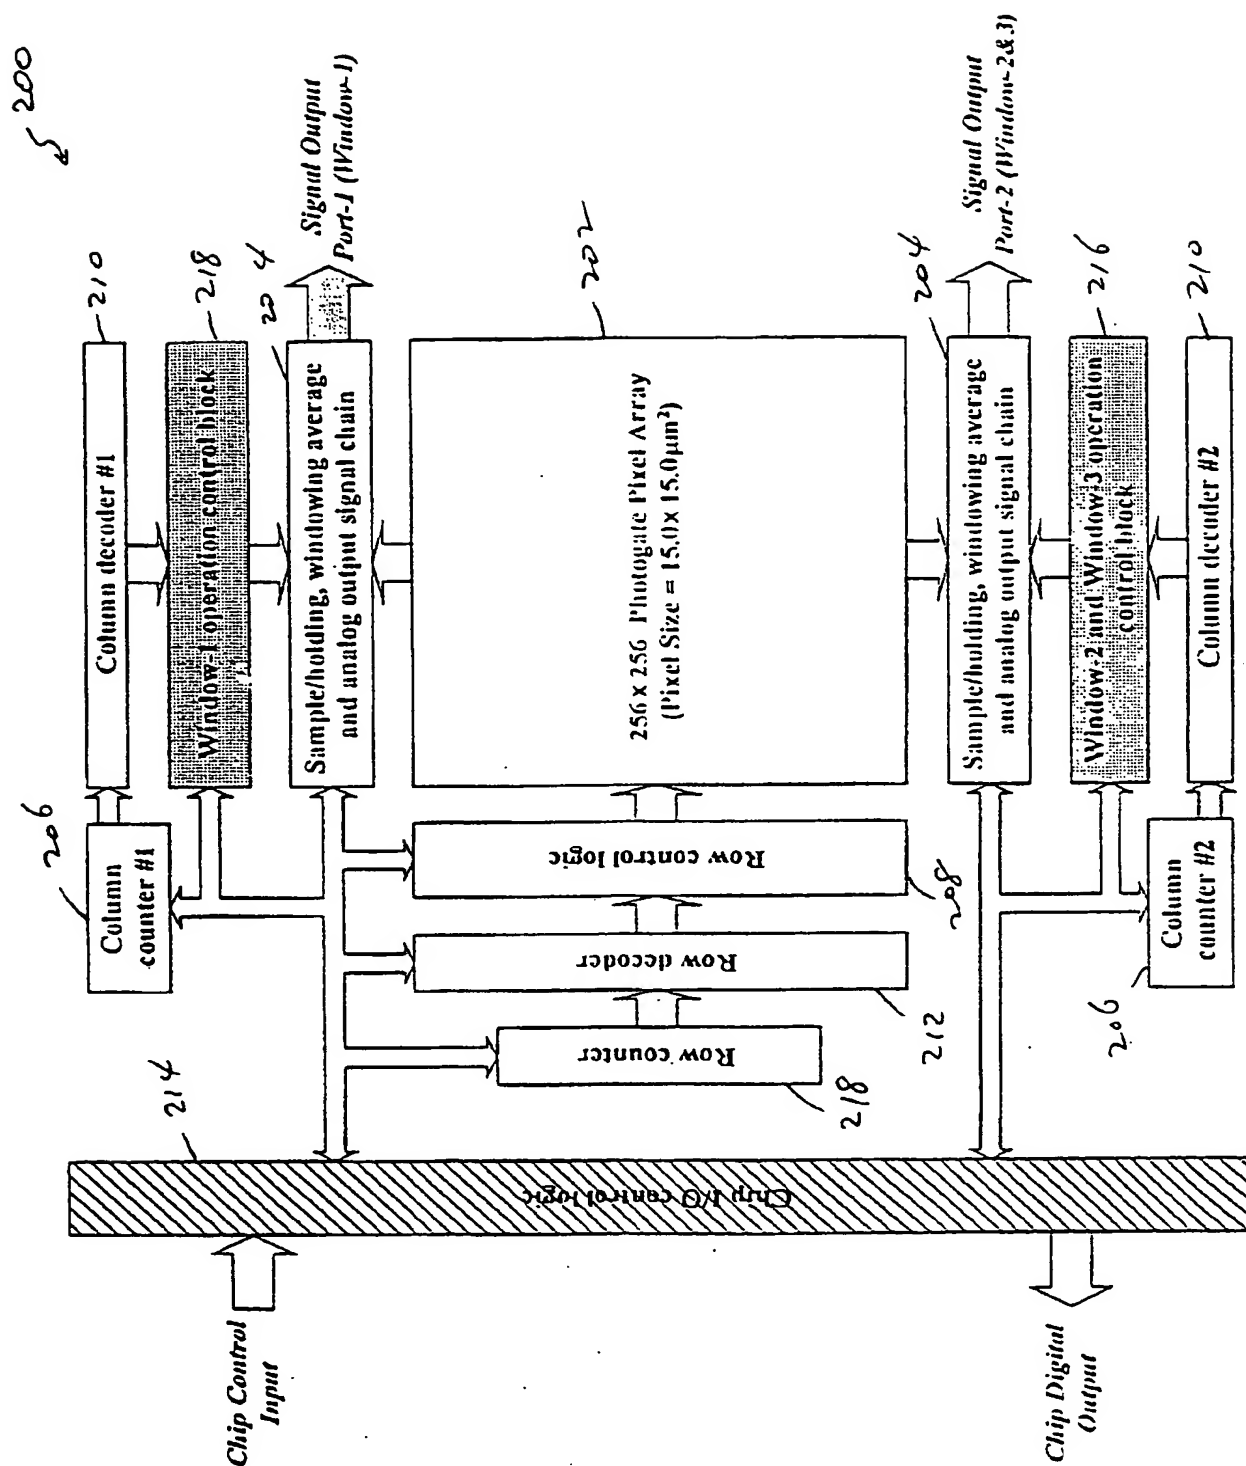 200
Column decoder #1
210
Column
counter #1
206
Window-1 operation control block
218
Sample/holding, windowing average
and analog output signal chain
204
Signal Output
Port-1 (Window-1)
256 x 256 Photogate Pixel Array
(Pixel Size = 15.0x 15.0µm²)
202
Row control logic
208
Row decoder
212
Row counter
218
Chip I/O control logic
214
Chip Control
Input
Chip Digital
Output
Sample/holding, windowing average
and analog output signal chain
204
Signal Output
Port-2 (Window-2&3)
Window-2 and Window-3 operation
control block
216
Column decoder #2
210
Column
counter #2
206